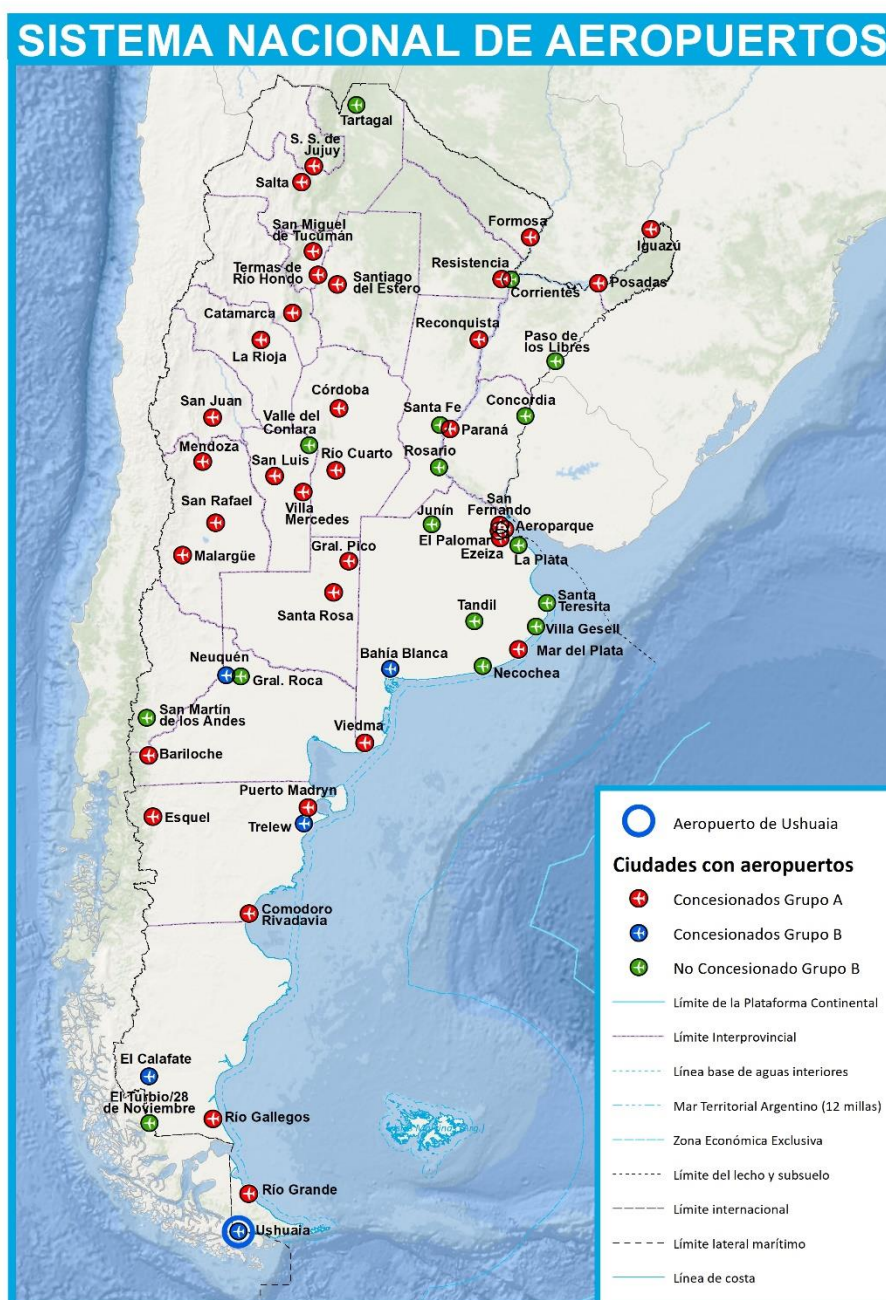 SISTEMA NACIONAL DE AEROPUERTOS
Tartagal
S. S. de
Jujuy
Salta
San Miguel
de Tucumán
Formosa
Iguazú
Termas de
Río Hondo
Santiago
del Estero
Resistencia
Corrientes
Posadas
Catamarca
Reconquista
La Rioja
Paso de
los Libres
Córdoba
San Juan
Santa Fe
Concordia
Valle del
Conlara
Paraná
Mendoza
San Luis
Río Cuarto
Rosario
San Rafael
Villa
Mercedes
Junín
San
Fernando
Aeroparque
El Palomar
Ezeiza
Malargüe
Gral. Pico
La Plata
Santa Rosa
Tandil
Santa
Teresita
Villa Gesell
Neuquén
Bahía Blanca
Mar del Plata
Gral. Roca
Necochea
San Martín
de los Andes
Viedma
Bariloche
Puerto Madryn
Esquel
Trelew
Comodoro
Rivadavia
El Calafate
El Turbio/28
de Noviembre
Río Gallegos
Río Grande
Ushuaia
Aeropuerto de Ushuaia
Ciudades con aeropuertos
Concesionados Grupo A
Concesionados Grupo B
No Concesionado Grupo B
Límite de la Plataforma Continental
Límite Interprovincial
Línea base de aguas interiores
Mar Territorial Argentino (12 millas)
Zona Económica Exclusiva
Límite del lecho y subsuelo
Límite internacional
Límite lateral marítimo
Línea de costa